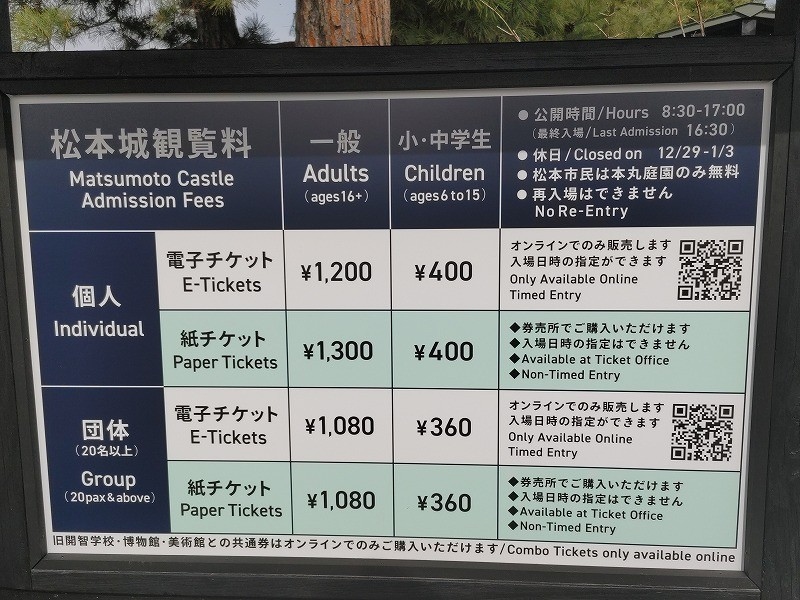 松本城観覧料
Matsumoto Castle
Admission Fees
一般
Adults
(ages16+)
小・中学生
Children
(ages6 to 15)
● 公開時間/Hours 8:30-17:00
(最終入場/Last Admission 16:30)
● 休日/Closed on 12/29-1/3
● 松本市民は本丸庭園のみ無料
● 再入場はできません
No Re-Entry
個人
Individual
電子チケット
E-Tickets
¥1,200
¥400
オンラインでのみ販売します
入場日時の指定ができます
Only Available Online
Timed Entry
紙チケット
Paper Tickets
¥1,300
¥400
◆券売所でご購入いただけます
◆入場日時の指定はできません
◆Available at Ticket Office
◆Non-Timed Entry
団体
(20名以上)
Group
(20pax&above)
電子チケット
E-Tickets
¥1,080
¥360
オンラインでのみ販売します
入場日時の指定ができます
Only Available Online
Timed Entry
紙チケット
Paper Tickets
¥1,080
¥360
◆券売所でご購入いただけます
◆入場日時の指定はできません
◆Available at Ticket Office
◆Non-Timed Entry
旧開智学校・博物館・美術館との共通券はオンラインでのみご購入いただけます/Combo Tickets only available online